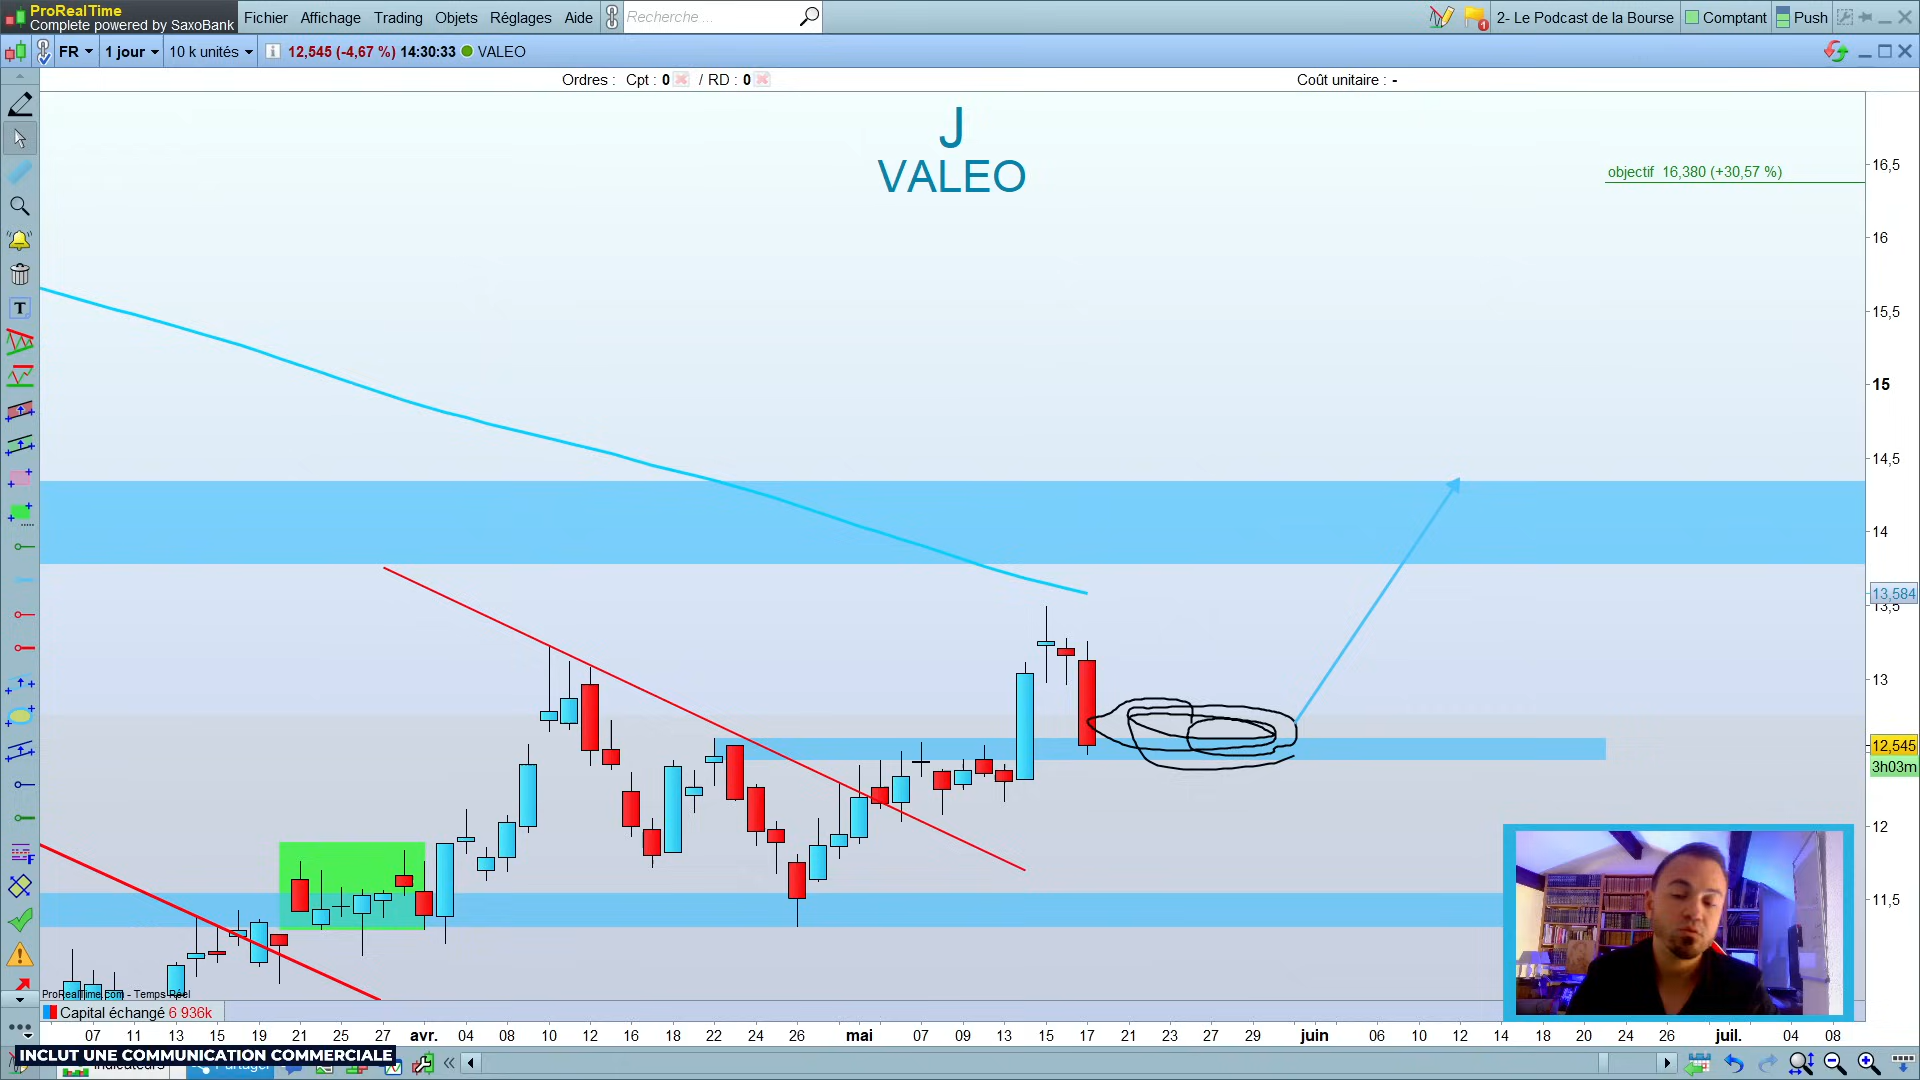 ProRealTime
Complete powered by SaxoBank
Fichier Affichage Trading Objets Réglages Aide Recherche ... 1 2- Le Podcast de la Bourse Comptant Push
FR 1 jour 10 k unités 12,545 (-4,67 %) 14:30:33 VALEO
Ordres : Cpt : 0 / RD : 0 Coût unitaire : -
J
VALEO
objectif 16,380 (+30,57 %)
16,5
16
15,5
15
14,5
14
13,584
13,5
13
12,545
3h03m
12
11,5
ProRealTime.com - Temps Réel
Capital échangé 6 936k
07 11 13 15 19 21 25 27 avr. 04 08 10 12 16 18 22 24 26 mai 07 09 13 15 17 21 23 27 29 juin 06 10 12 14 18 20 24 26 juil. 04 08
INCLUT UNE COMMUNICATION COMMERCIALE
Indicateurs Partager